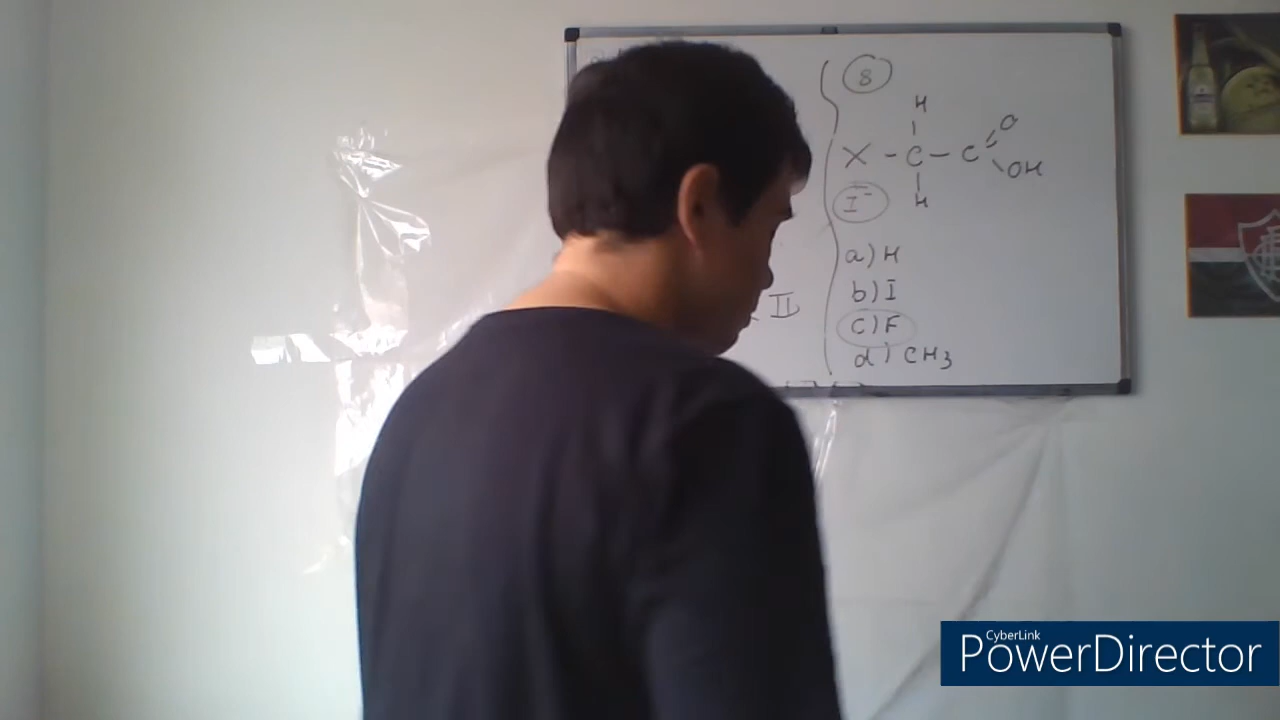 8
H
X - C - C O
OH
I-
H
a) H
b) I
c) F
II
d) CH3
CyberLink
PowerDirector